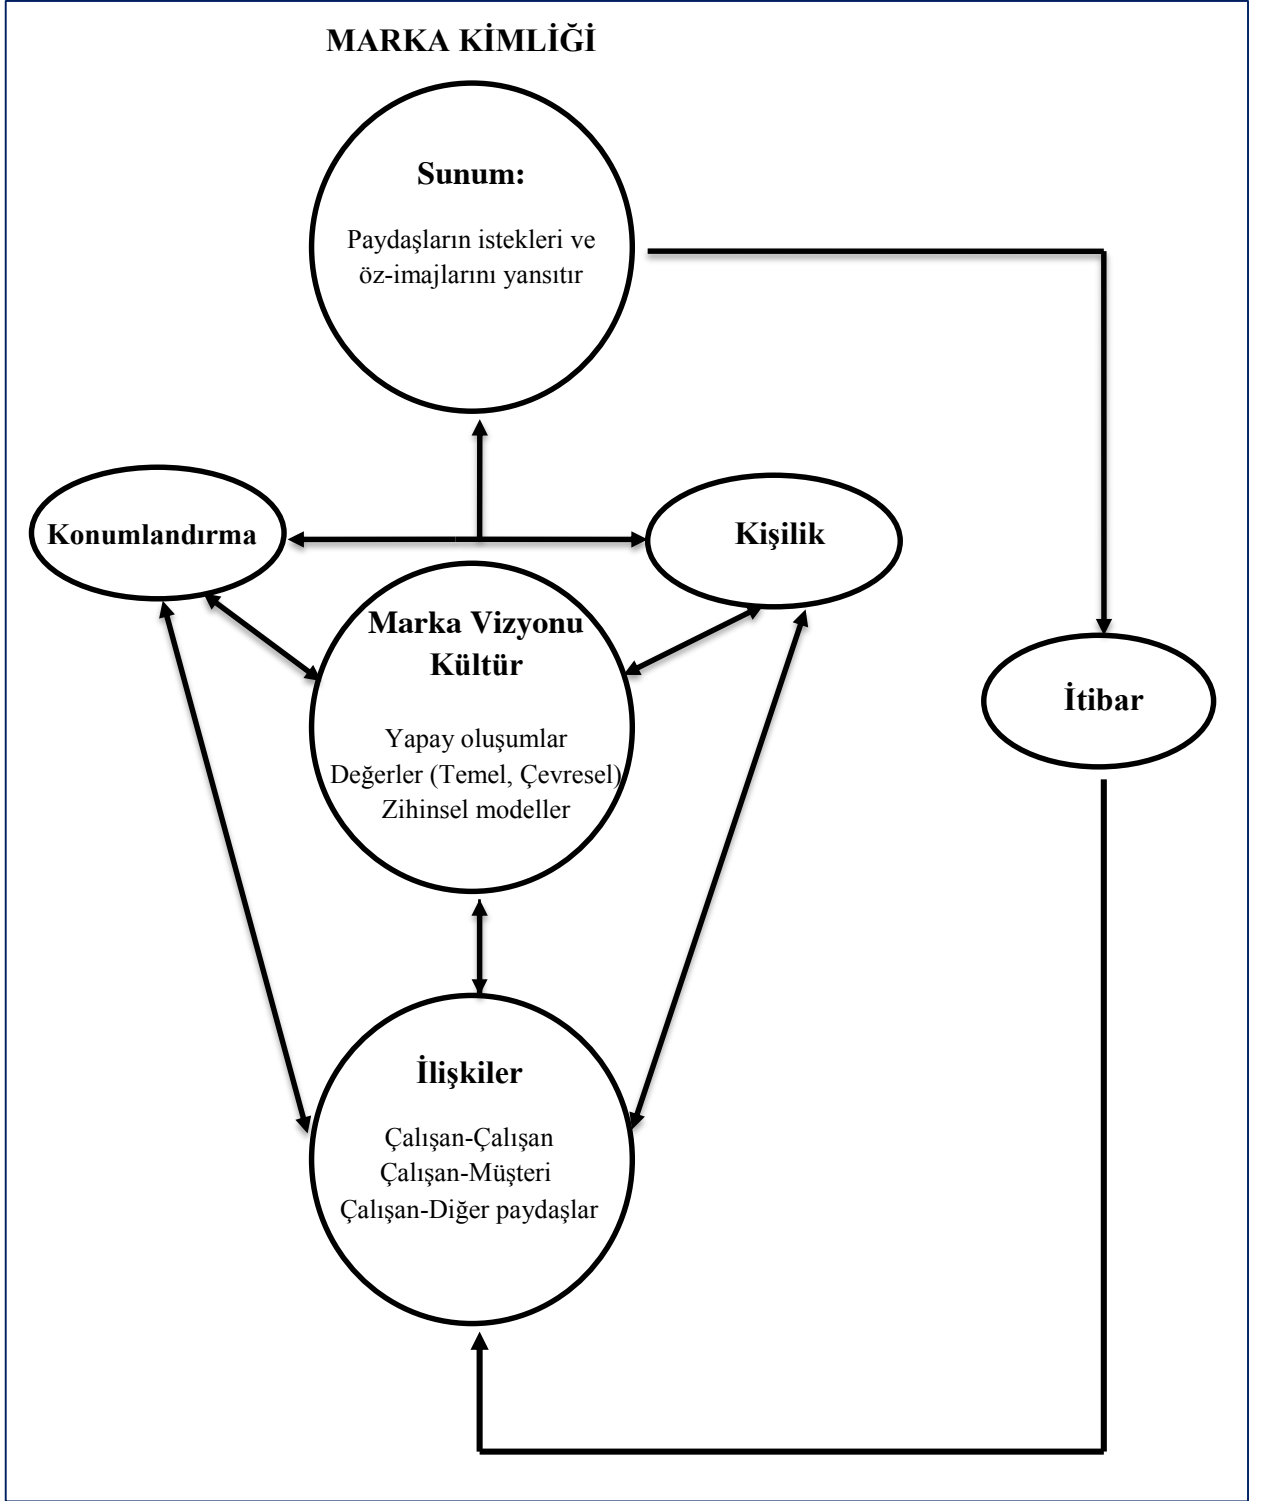 MARKA KİMLİĞİ
Sunum:
Paydaşların istekleri ve
öz-imajlarını yansıtır
Konumlandırma
Kişilik
Marka Vizyonu
Kültür
Yapay oluşumlar
Değerler (Temel, Çevresel)
Zihinsel modeller
İtibar
İlişkiler
Çalışan-Çalışan
Çalışan-Müşteri
Çalışan-Diğer paydaşlar